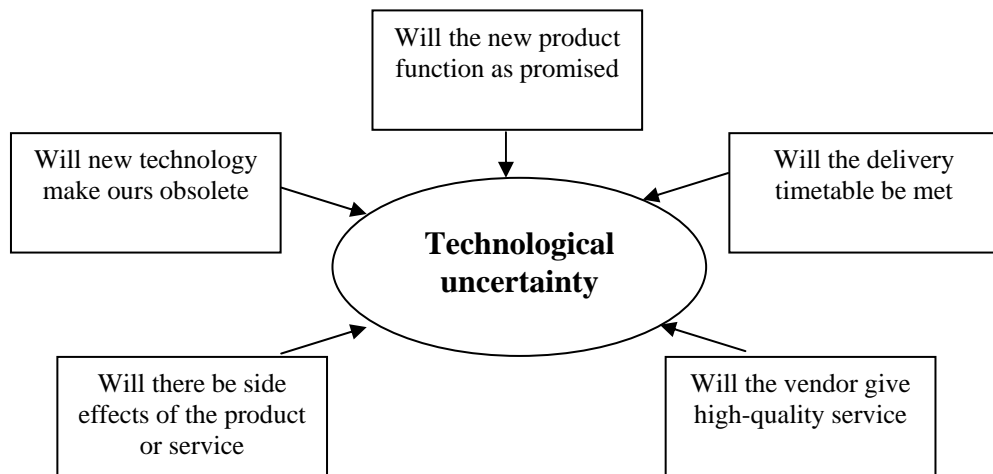 Will the new product
function as promised
Will new technology
make ours obsolete
Will the delivery
timetable be met
Technological
uncertainty
Will there be side
effects of the product
or service
Will the vendor give
high-quality service